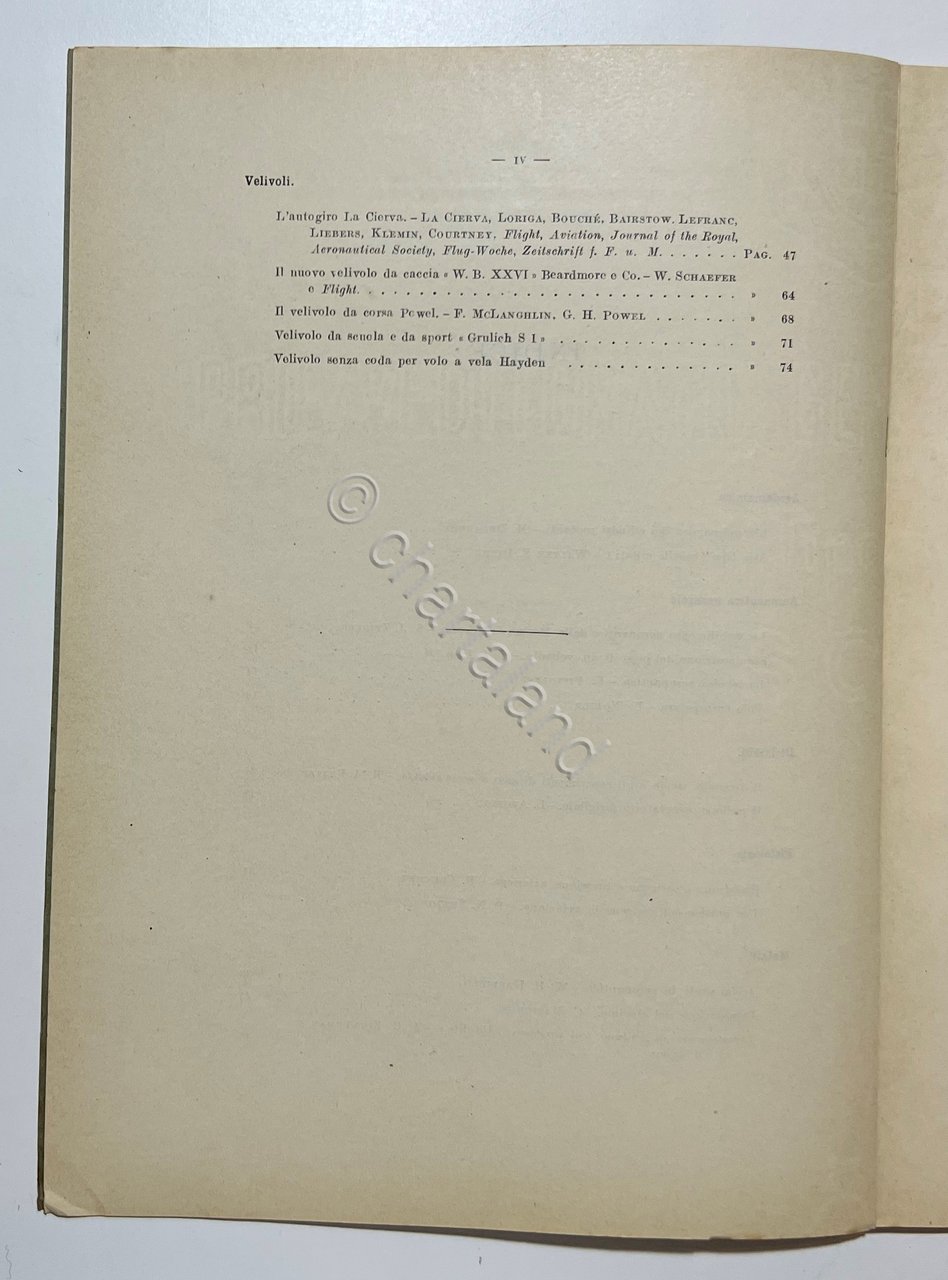 — IV —
Velivoli.
L'autogiro La Cierva. – LA CIERVA, LORIGA, BOUCHÉ, BAIRSTOW. LEFRANC,
LIEBERS, KLEMIN, COURTNEY. Flight, Aviation, Journal of the Royal,
Aeronautical Society, Flug-Woche, Zeitschrift f. F. u. M. . . . . . . . PAG. 47
Il nuovo velivolo da caccia « W. B. XXVI » Beardmore e Co. – W. SCHAEFER
e Flight. . . . . . . . . . . . . . . . . . . . . . . . . . . . . » 64
Il velivolo da corsa Powel. – F. MCLANGHLIN, G. H. POWEL . . . . . . . » 68
Velivolo da scuola e da sport « Grulich S 1 » . . . . . . . . . . . . . » 71
Velivolo senza coda per volo a vela Hayden . . . . . . . . . . . . . » 74
© chartaland